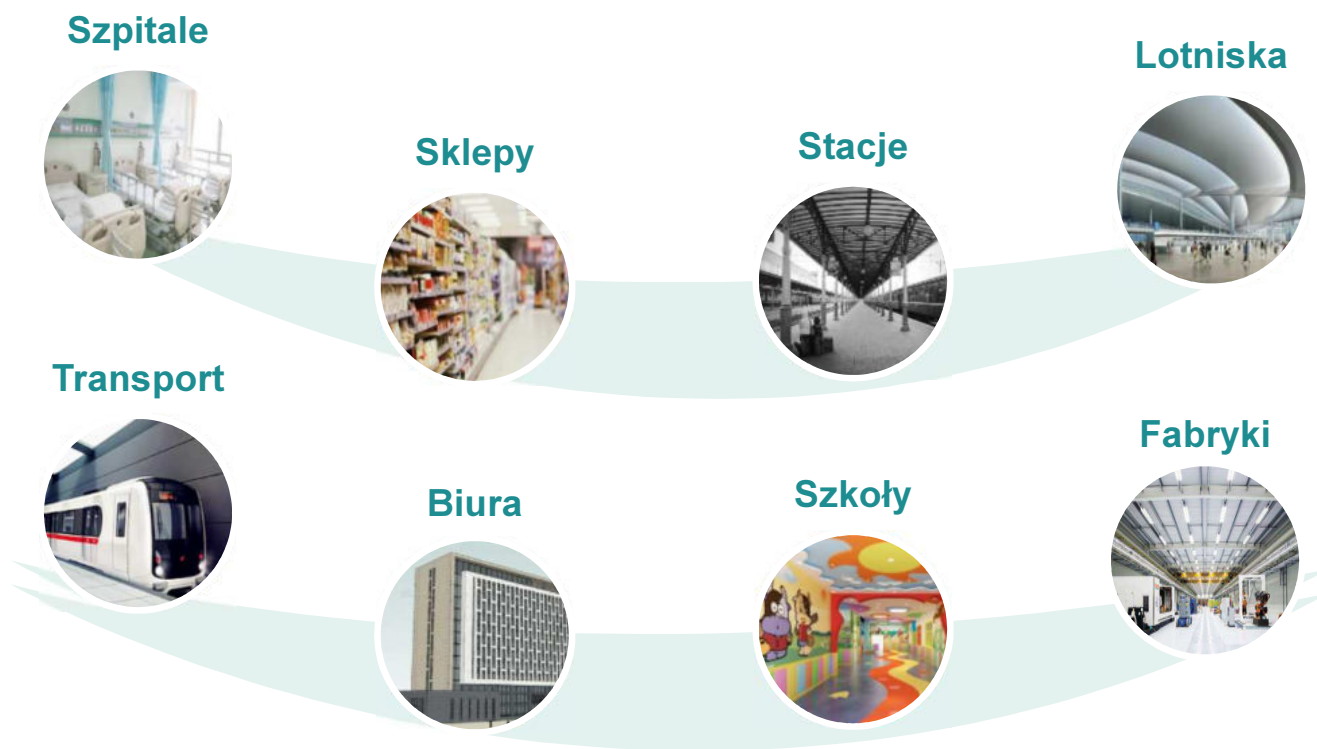 Szpitale
Sklepy
Stacje
Lotniska
Transport
Biura
Szkoły
Fabryki